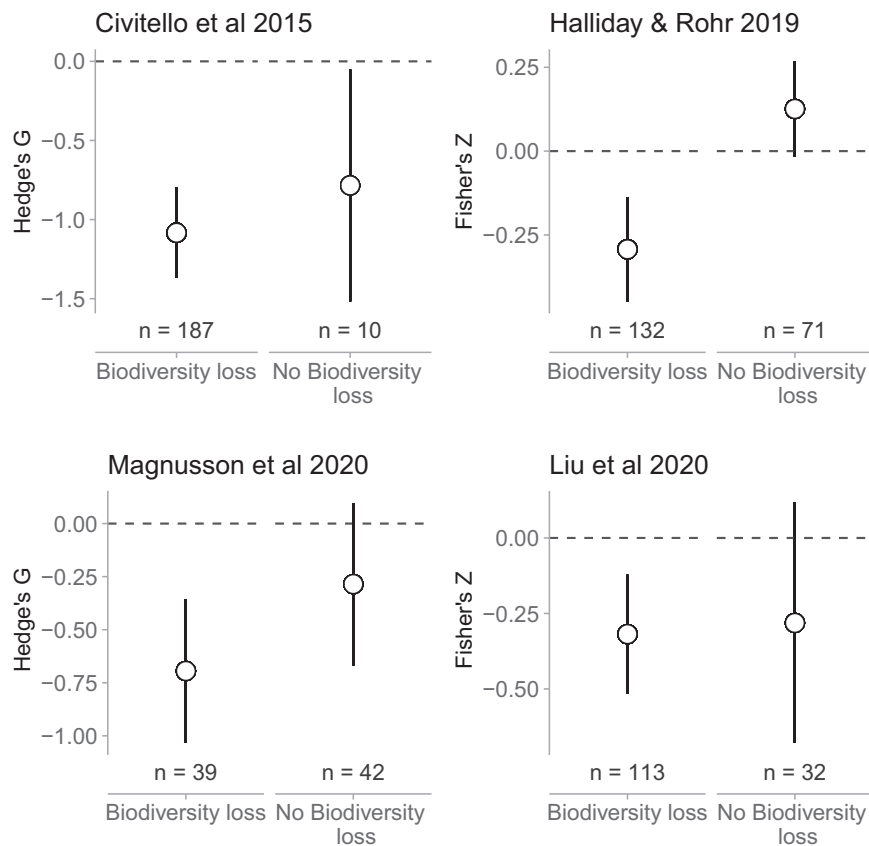 Civitello et al 2015
Hedge's G
0.0
−0.5
−1.0
−1.5
n = 187
n = 10
Biodiversity loss
No Biodiversity
loss
Halliday & Rohr 2019
Fisher's Z
0.25
0.00
−0.25
n = 132
n = 71
Biodiversity loss
No Biodiversity
loss
Magnusson et al 2020
Hedge's G
0.00
−0.25
−0.50
−0.75
−1.00
n = 39
n = 42
Biodiversity loss
No Biodiversity
loss
Liu et al 2020
Fisher's Z
0.00
−0.25
−0.50
n = 113
n = 32
Biodiversity loss
No Biodiversity
loss